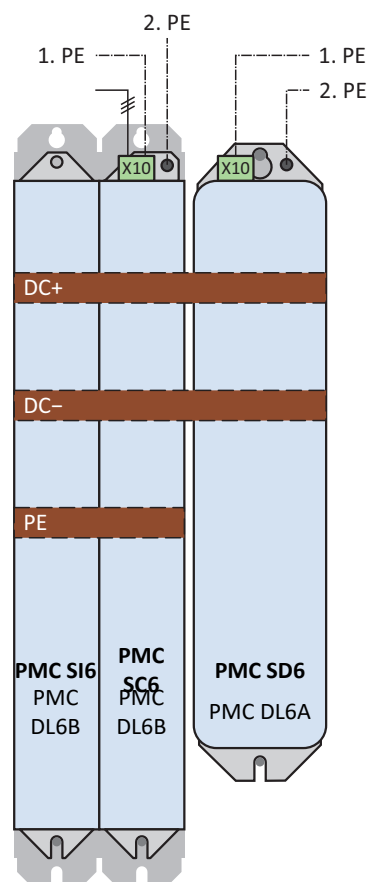 2. PE
1. PE
1. PE
2. PE
X10
X10
DC+
DC−
PE
PMC SI6
PMC
DL6B
PMC
SC6
PMC
DL6B
PMC SD6
PMC DL6A